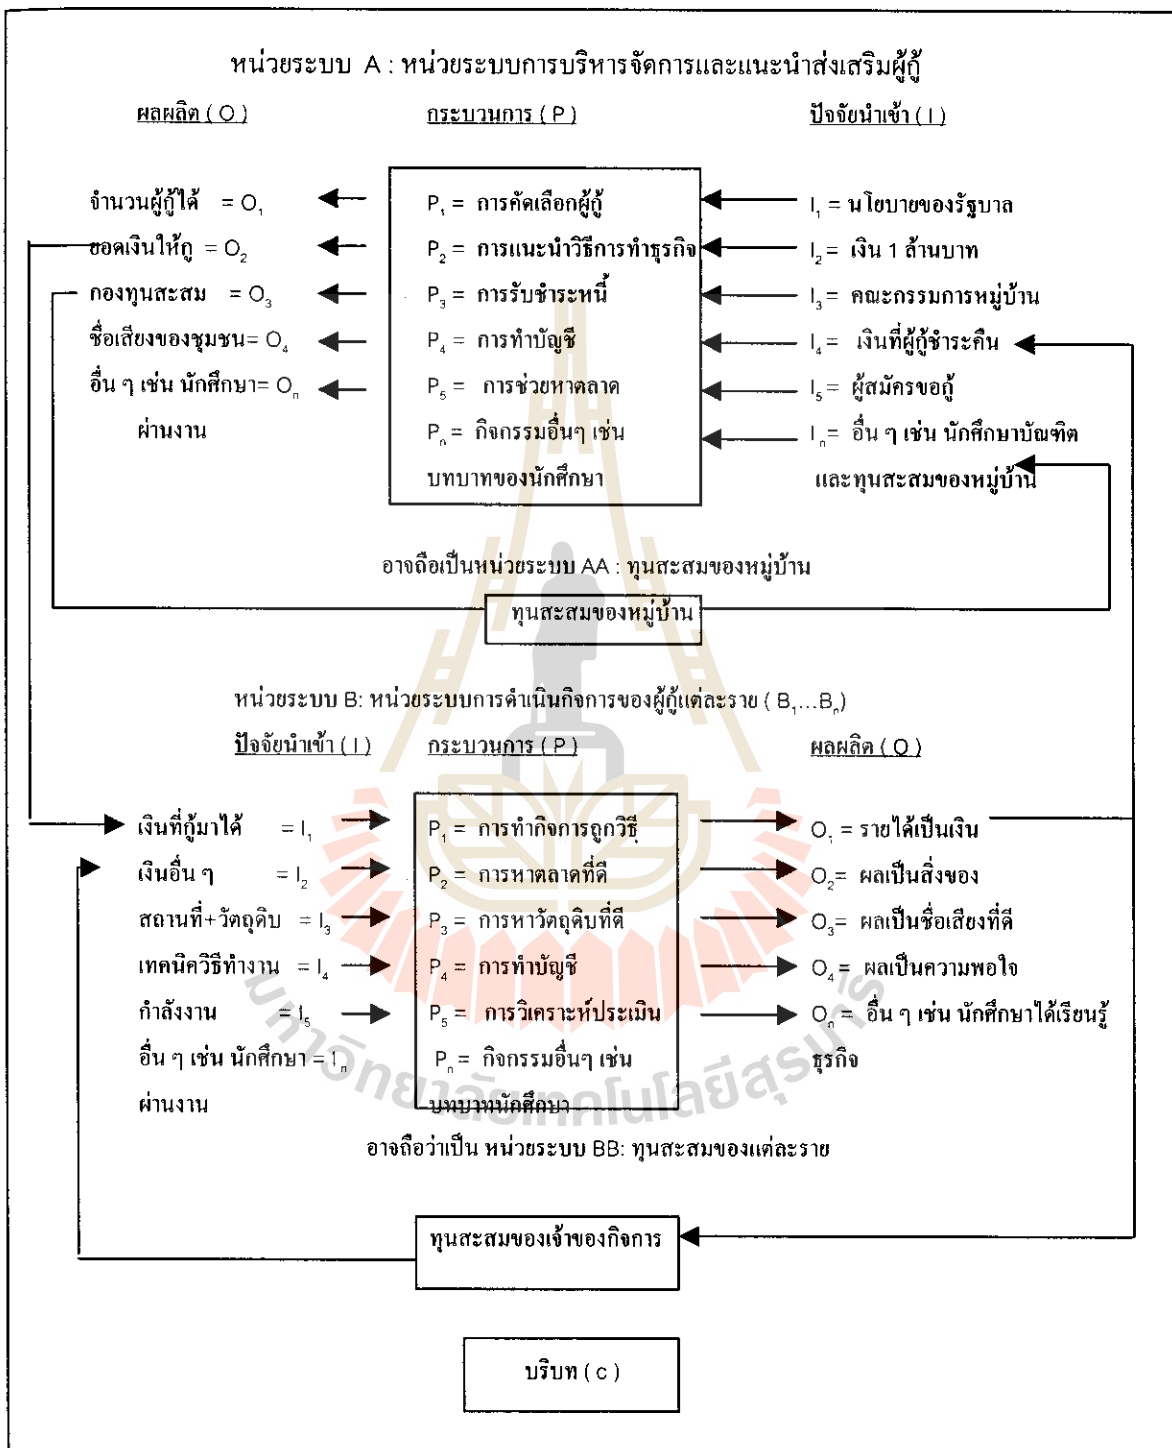 หน่วยระบบ A : หน่วยระบบการบริหารจัดการและแนะนำส่งเสริมผู้กู้
ผลผลิต ( O ) กระบวนการ ( P ) ปัจจัยนำเข้า ( I )
จำนวนผู้กู้ได้ = O₁ P₁ = การคัดเลือกผู้กู้ I₁ = นโยบายของรัฐบาล
ยอดเงินให้กู้ = O₂ P₂ = การแนะนำวิธีการทำธุรกิจ I₂ = เงิน 1 ล้านบาท
กองทุนสะสม = O₃ P₃ = การรับชำระหนี้ I₃ = คณะกรรมการหมู่บ้าน
ชื่อเสียงของชุมชน= O₄ P₄ = การทำบัญชี I₄ = เงินที่ผู้กู้ชำระคืน
อื่น ๆ เช่น นักศึกษา= Oₙ P₅ = การช่วยหาตลาด I₅ = ผู้สมัครขอกู้
ผ่านงาน Pₙ = กิจกรรมอื่นๆ เช่น Iₙ = อื่น ๆ เช่น นักศึกษาบัณฑิต
บทบาทของนักศึกษา และทุนสะสมของหมู่บ้าน
อาจถือเป็นหน่วยระบบ AA : ทุนสะสมของหมู่บ้าน
ทุนสะสมของหมู่บ้าน
หน่วยระบบ B: หน่วยระบบการดำเนินกิจการของผู้กู้แต่ละราย ( B₁...Bₙ)
ปัจจัยนำเข้า ( I ) กระบวนการ ( P ) ผลผลิต ( O )
เงินที่กู้มาได้ = I₁ P₁ = การทำกิจการถูกวิธี O₁ = รายได้เป็นเงิน
เงินอื่น ๆ = I₂ P₂ = การหาตลาดที่ดี O₂= ผลเป็นสิ่งของ
สถานที่+วัตถุดิบ = I₃ P₃ = การหาวัตถุดิบที่ดี O₃= ผลเป็นชื่อเสียงที่ดี
เทคนิควิธีทำงาน = I₄ P₄ = การทำบัญชี O₄ = ผลเป็นความพอใจ
กำลังงาน = I₅ P₅ = การวิเคราะห์ประเมิน Oₙ = อื่น ๆ เช่น นักศึกษาได้เรียนรู้
อื่น ๆ เช่น นักศึกษา = Iₙ Pₙ = กิจกรรมอื่นๆ เช่น ธุรกิจ
ผ่านงาน บทบาทนักศึกษา
อาจถือว่าเป็น หน่วยระบบ BB: ทุนสะสมของแต่ละราย
ทุนสะสมของเจ้าของกิจการ
บริบท ( c )
มหาวิทยาลัยเทคโนโลยีสุรนารี